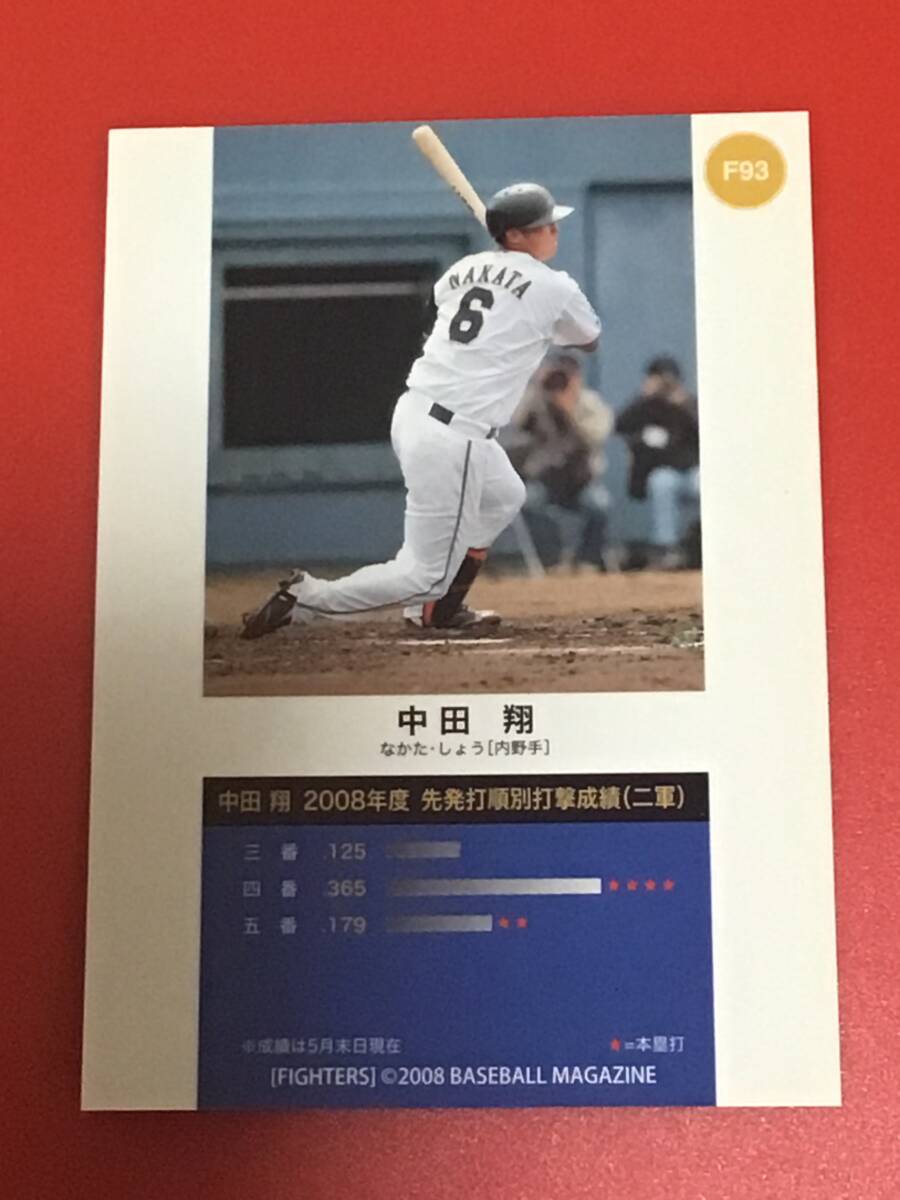 F93
NAKATA
6
中田 翔
なかた・しょう[内野手]
中田 翔 2008年度 先発打順別打撃成績(二軍)
三 番 .125
四 番 .365 ★★★★
五 番 .179 ★★
※成績は5月末日現在 ★=本塁打
[FIGHTERS] ©2008 BASEBALL MAGAZINE